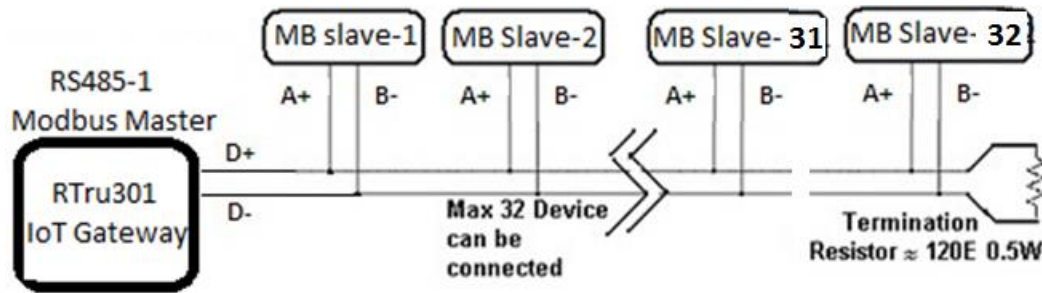 MB slave-1
MB Slave-2
MB Slave- 31
MB Slave- 32
A+ B-
A+ B-
A+ B-
A+ B-
RS485-1
Modbus Master
RTru301
IoT Gateway
D+
D-
Max 32 Device
can be
connected
Termination
Resistor ≈ 120E 0.5W